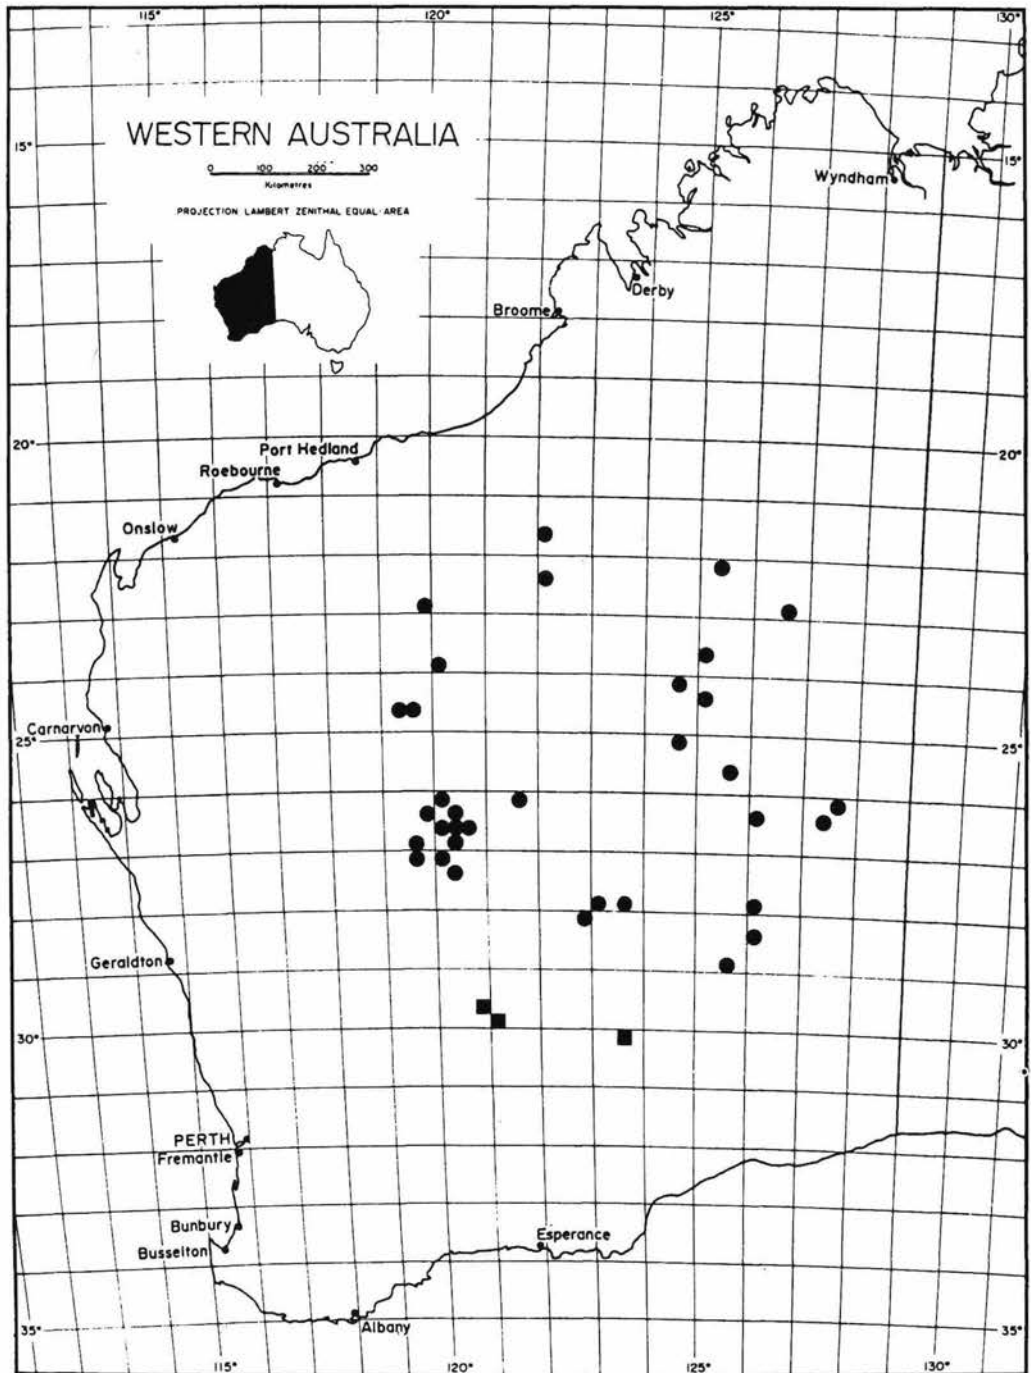 115°
120°
125°
130°
WESTERN AUSTRALIA
15°
15°
0 100 200 300
Kilometres
Wyndham
PROJECTION LAMBERT ZENITHAL EQUAL-AREA
Derby
Broome
20°
20°
Port Hedland
Roebourne
Onslow
Carnarvon
25°
25°
Geraldton
30°
30°
PERTH
Fremantle
Bunbury
Esperance
Busselton
35°
Albany
35°
115°
120°
125°
130°